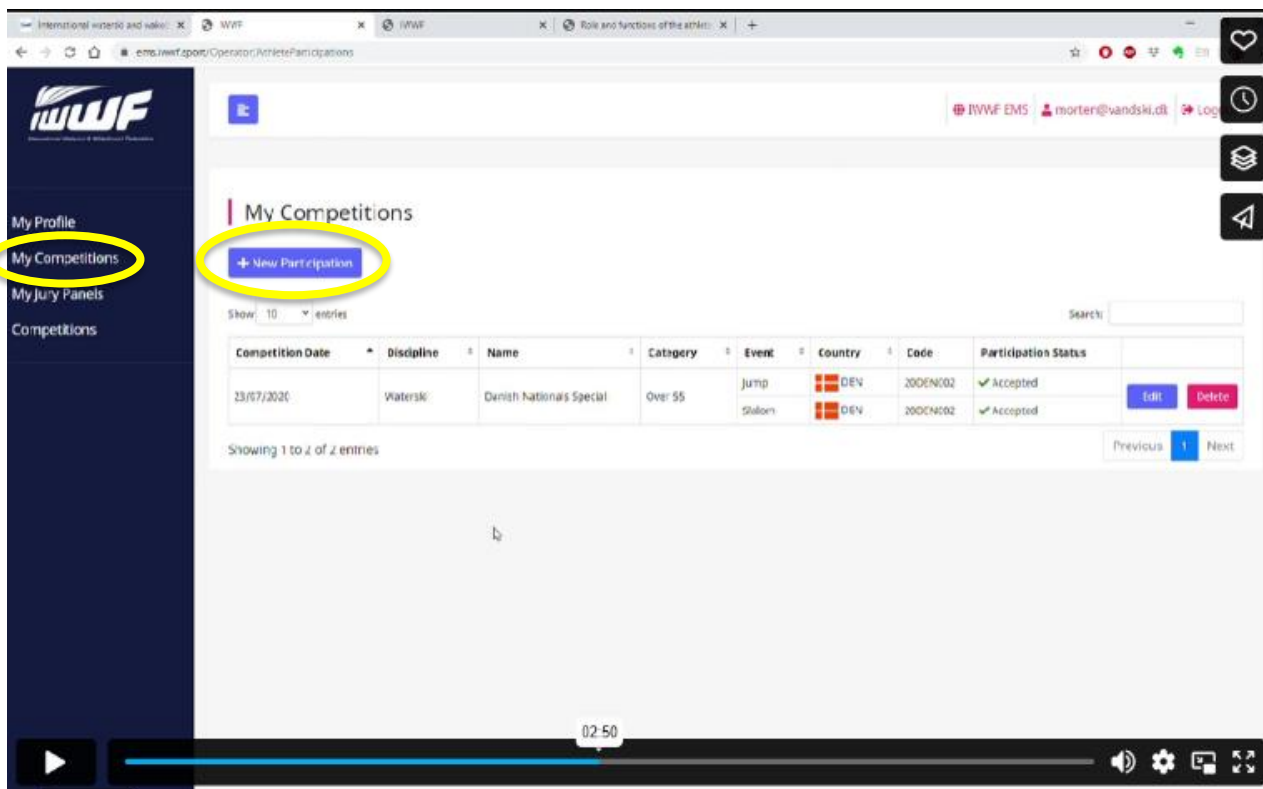 International waterski and wake
IWWF
IWWF
Role and functions of the athlet
ems.iwwf.sport/Operator/AthleteParticipations
IWWF
IWWF EMS morten@vandski.dk Log
My Profile
My Competitions
My Jury Panels
Competitions
My Competitions
+ New Participation
Show 10 entries Search:
Competition Date Discipline Name Category Event Country Code Participation Status
23/07/2020 Waterski Danish Nationals Special Over 55 Jump DEN 20DEN002 Accepted Edit Delete
Slalom DEN 20DEN002 Accepted
Showing 1 to 2 of 2 entries
Previous 1 Next
02:50